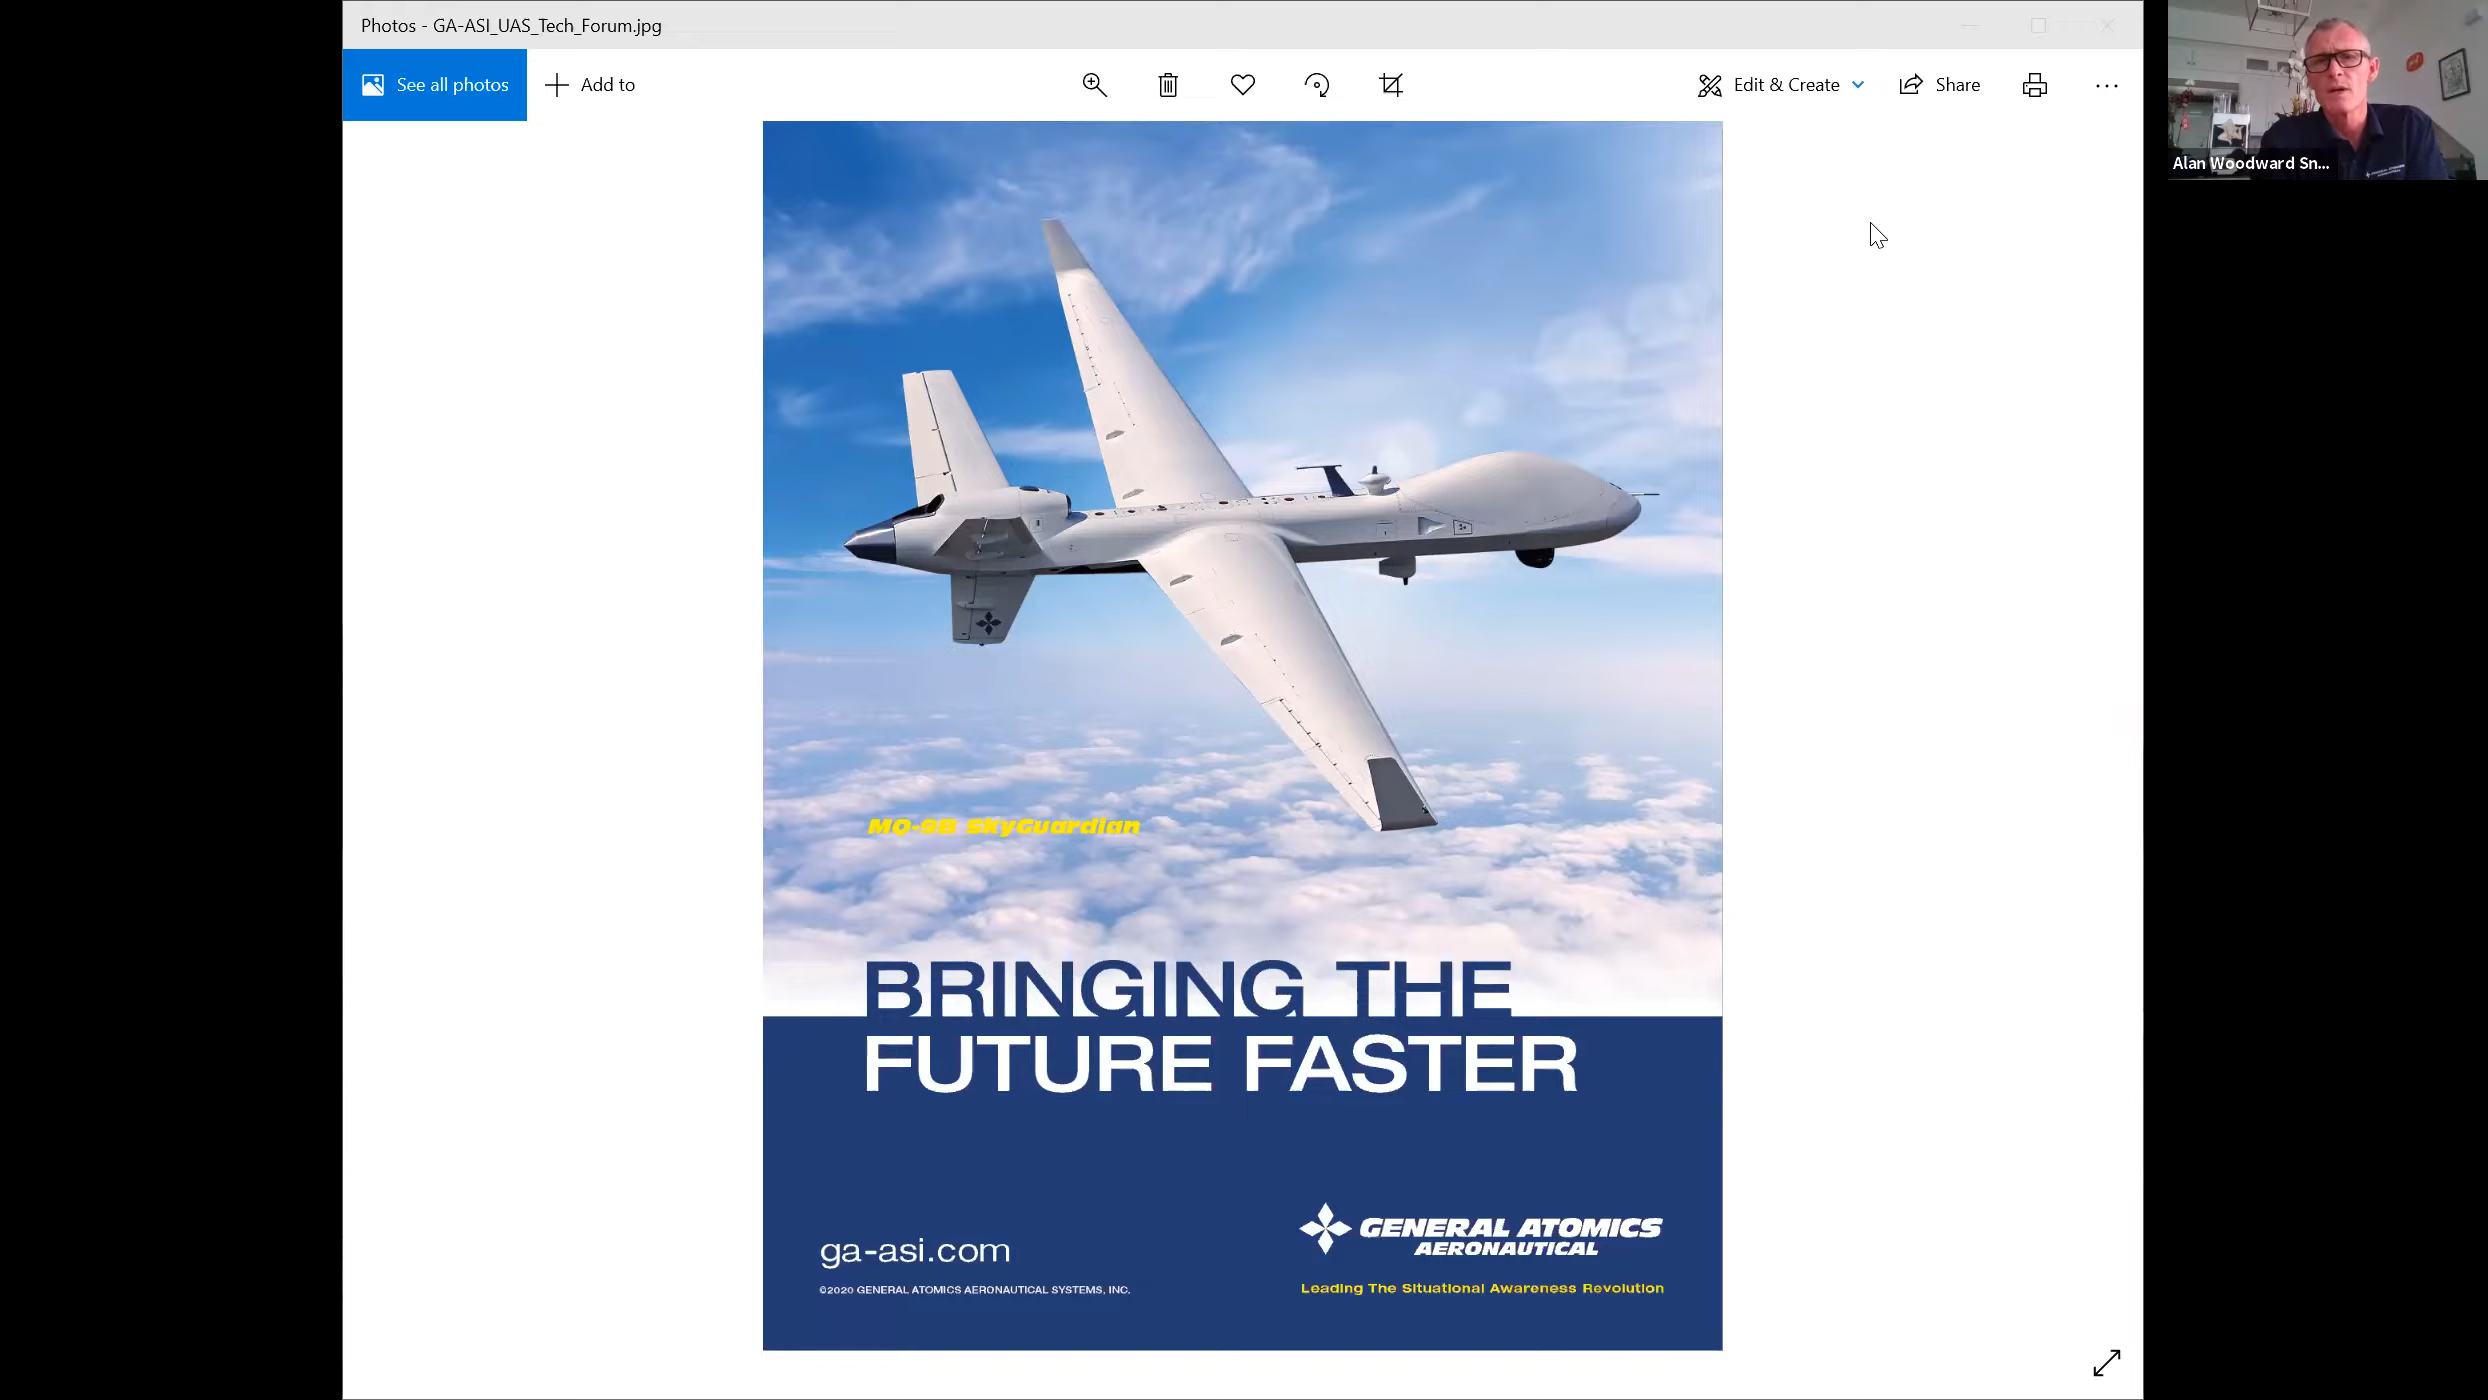 Photos - GA-ASI_UAS_Tech_Forum.jpg
See all photos
Add to
Edit & Create
Share
Alan Woodward Sn...
MQ-9B SkyGuardian
BRINGING THE
FUTURE FASTER
ga-asi.com
©2020 GENERAL ATOMICS AERONAUTICAL SYSTEMS, INC.
GENERAL ATOMICS
AERONAUTICAL
Leading The Situational Awareness Revolution